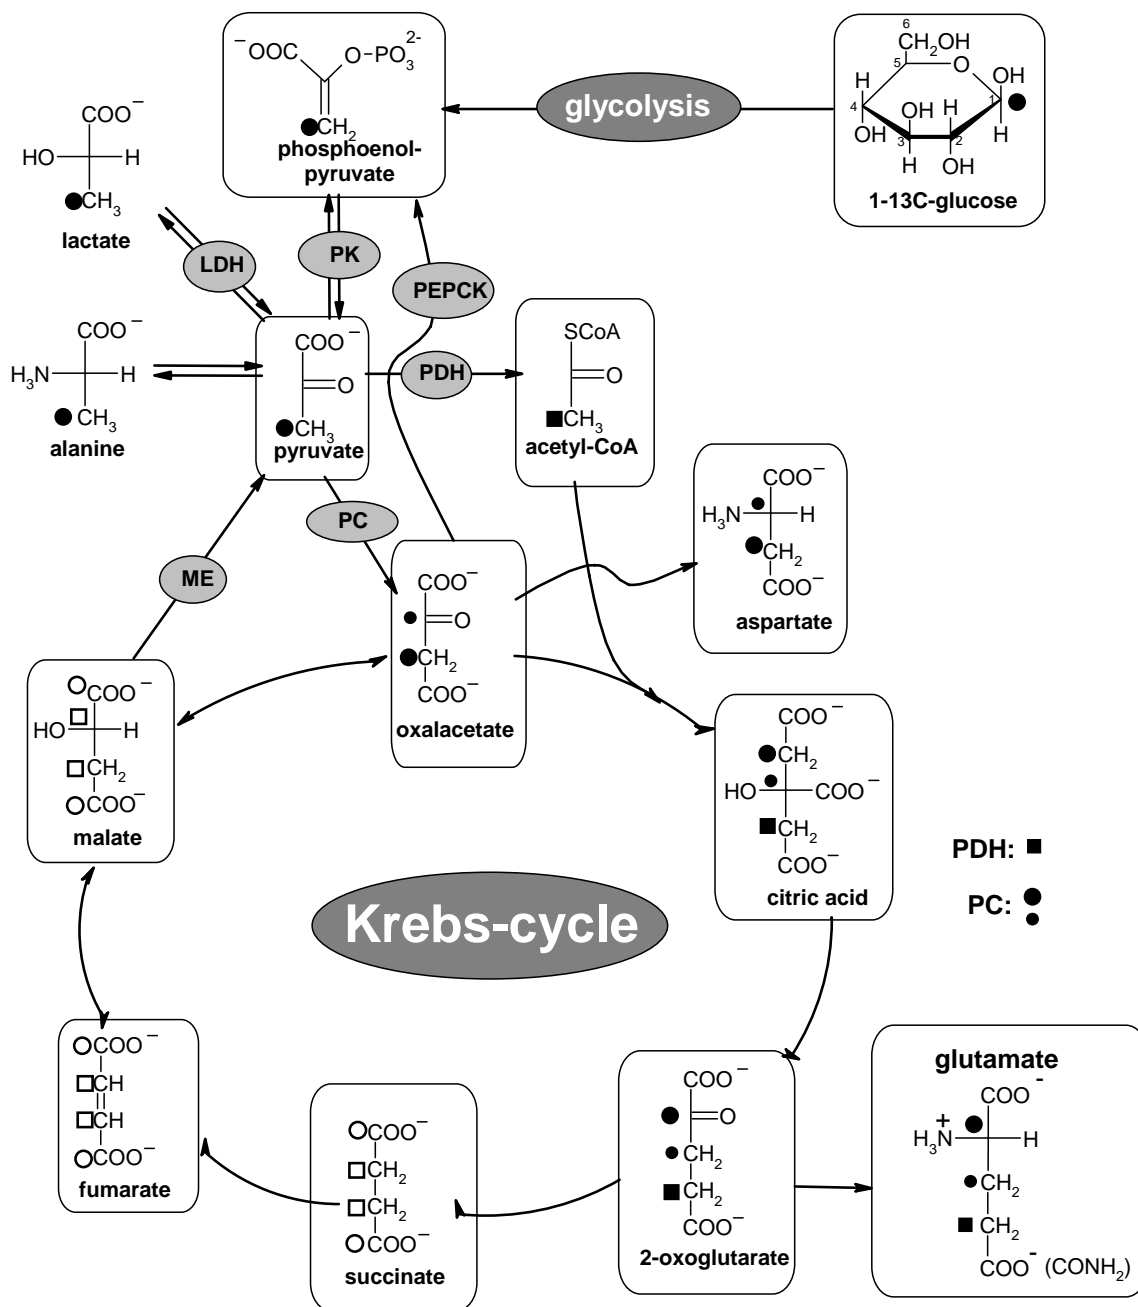 ⁻OOC O–PO₃²⁻
CH₂
phosphoenol-
pyruvate
glycolysis
6
CH₂OH
5
O
H
OH
4
1
OH
H
OH
H
3
2
H
OH
1-13C-glucose
COO⁻
HO
H
CH₃
lactate
LDH
PK
PEPCK
COO⁻
H₃N
H
CH₃
alanine
COO⁻
O
CH₃
pyruvate
PDH
SCoA
O
CH₃
acetyl-CoA
PC
ME
COO⁻
H₃N
H
CH₂
COO⁻
aspartate
COO⁻
O
CH₂
COO⁻
oxalacetate
COO⁻
HO
H
CH₂
COO⁻
malate
COO⁻
CH₂
HO
COO⁻
CH₂
COO⁻
citric acid
PDH:
PC:
Krebs-cycle
COO⁻
CH
CH
COO⁻
fumarate
COO⁻
CH₂
CH₂
COO⁻
succinate
COO⁻
O
CH₂
CH₂
COO⁻
2-oxoglutarate
glutamate
COO⁻
+
H₃N
H
CH₂
CH₂
COO⁻ (CONH₂)